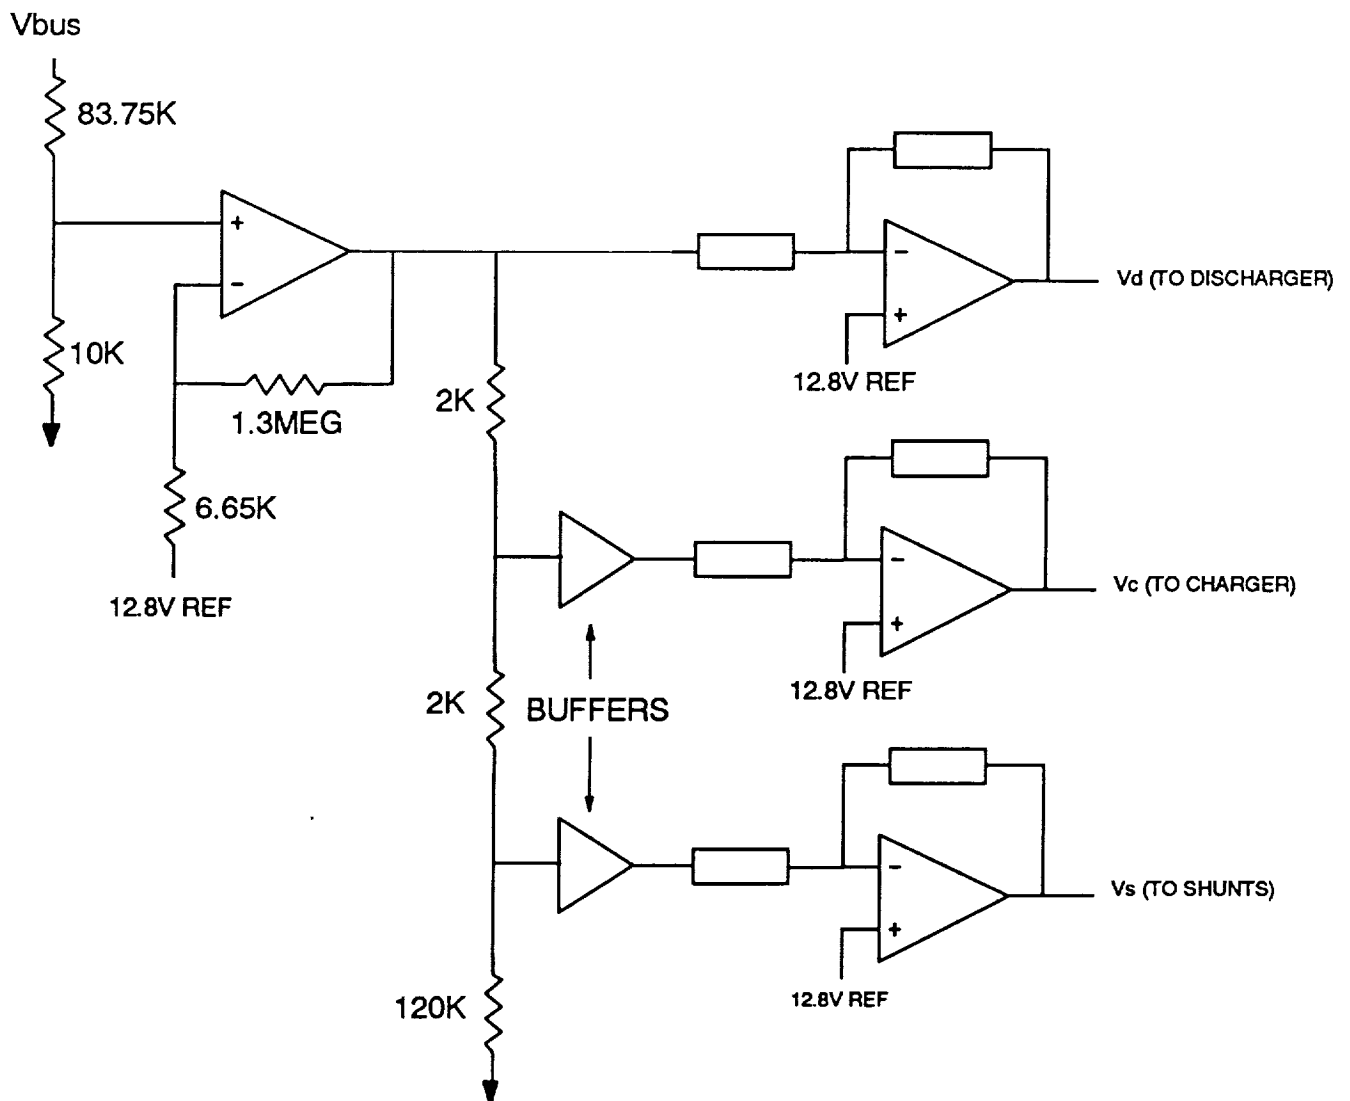 Vbus
83.75K
+
-
10K
1.3MEG
6.65K
12.8V REF
2K
2K
120K
BUFFERS
-
+
12.8V REF
Vd (TO DISCHARGER)
-
+
12.8V REF
Vc (TO CHARGER)
-
+
12.8V REF
Vs (TO SHUNTS)